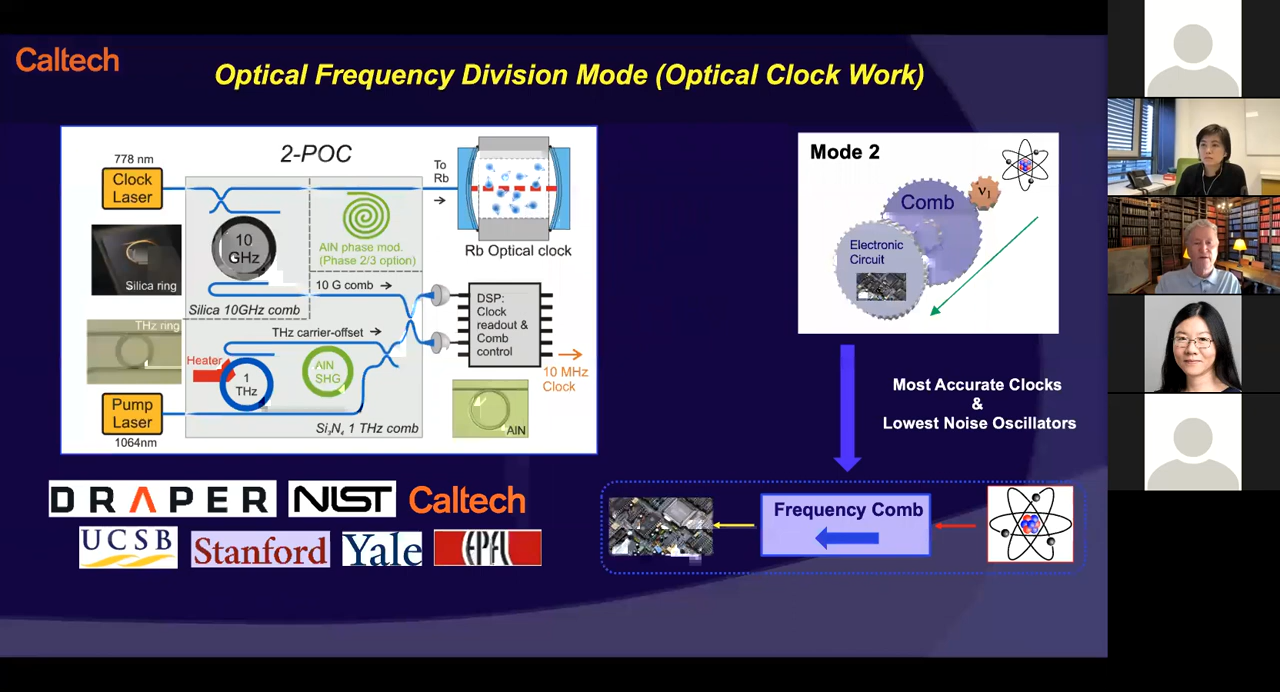 Caltech
Optical Frequency Division Mode (Optical Clock Work)
2-POC
778 nm
Clock
Laser
To
Rb
10
GHz
AlN phase mod.
(Phase 2/3 option)
Rb Optical clock
Silica ring
Silica 10GHz comb
10 G comb
THz ring
THz carrier-offset
DSP:
Clock
readout &
Comb
control
Heater
1
THz
AlN
SHG
10 MHz
Clock
Pump
Laser
1064nm
Si₃N₄ 1 THz comb
AlN
Mode 2
Comb
ν₁
Electronic
Circuit
Most Accurate Clocks
&
Lowest Noise Oscillators
Frequency Comb
DRAPER
NIST
Caltech
UCSB
Stanford
Yale
EPFL